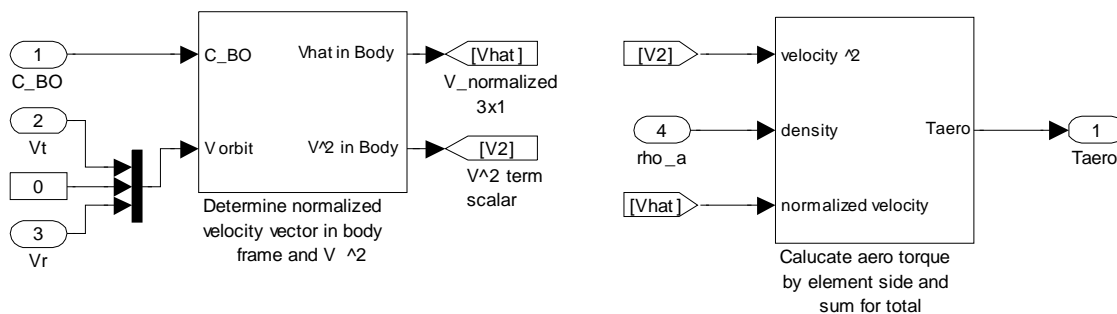 1
C_BO
2
Vt
0
3
Vr
C_BO
V orbit
Vhat in Body
V^2 in Body
Determine normalized
velocity vector in body
frame and V ^2
[Vhat]
V_normalized
3x1
[V2]
V^2 term
scalar
[V2]
4
rho_a
[Vhat]
velocity ^2
density
normalized velocity
Taero
Calucate aero torque
by element side and
sum for total
1
Taero